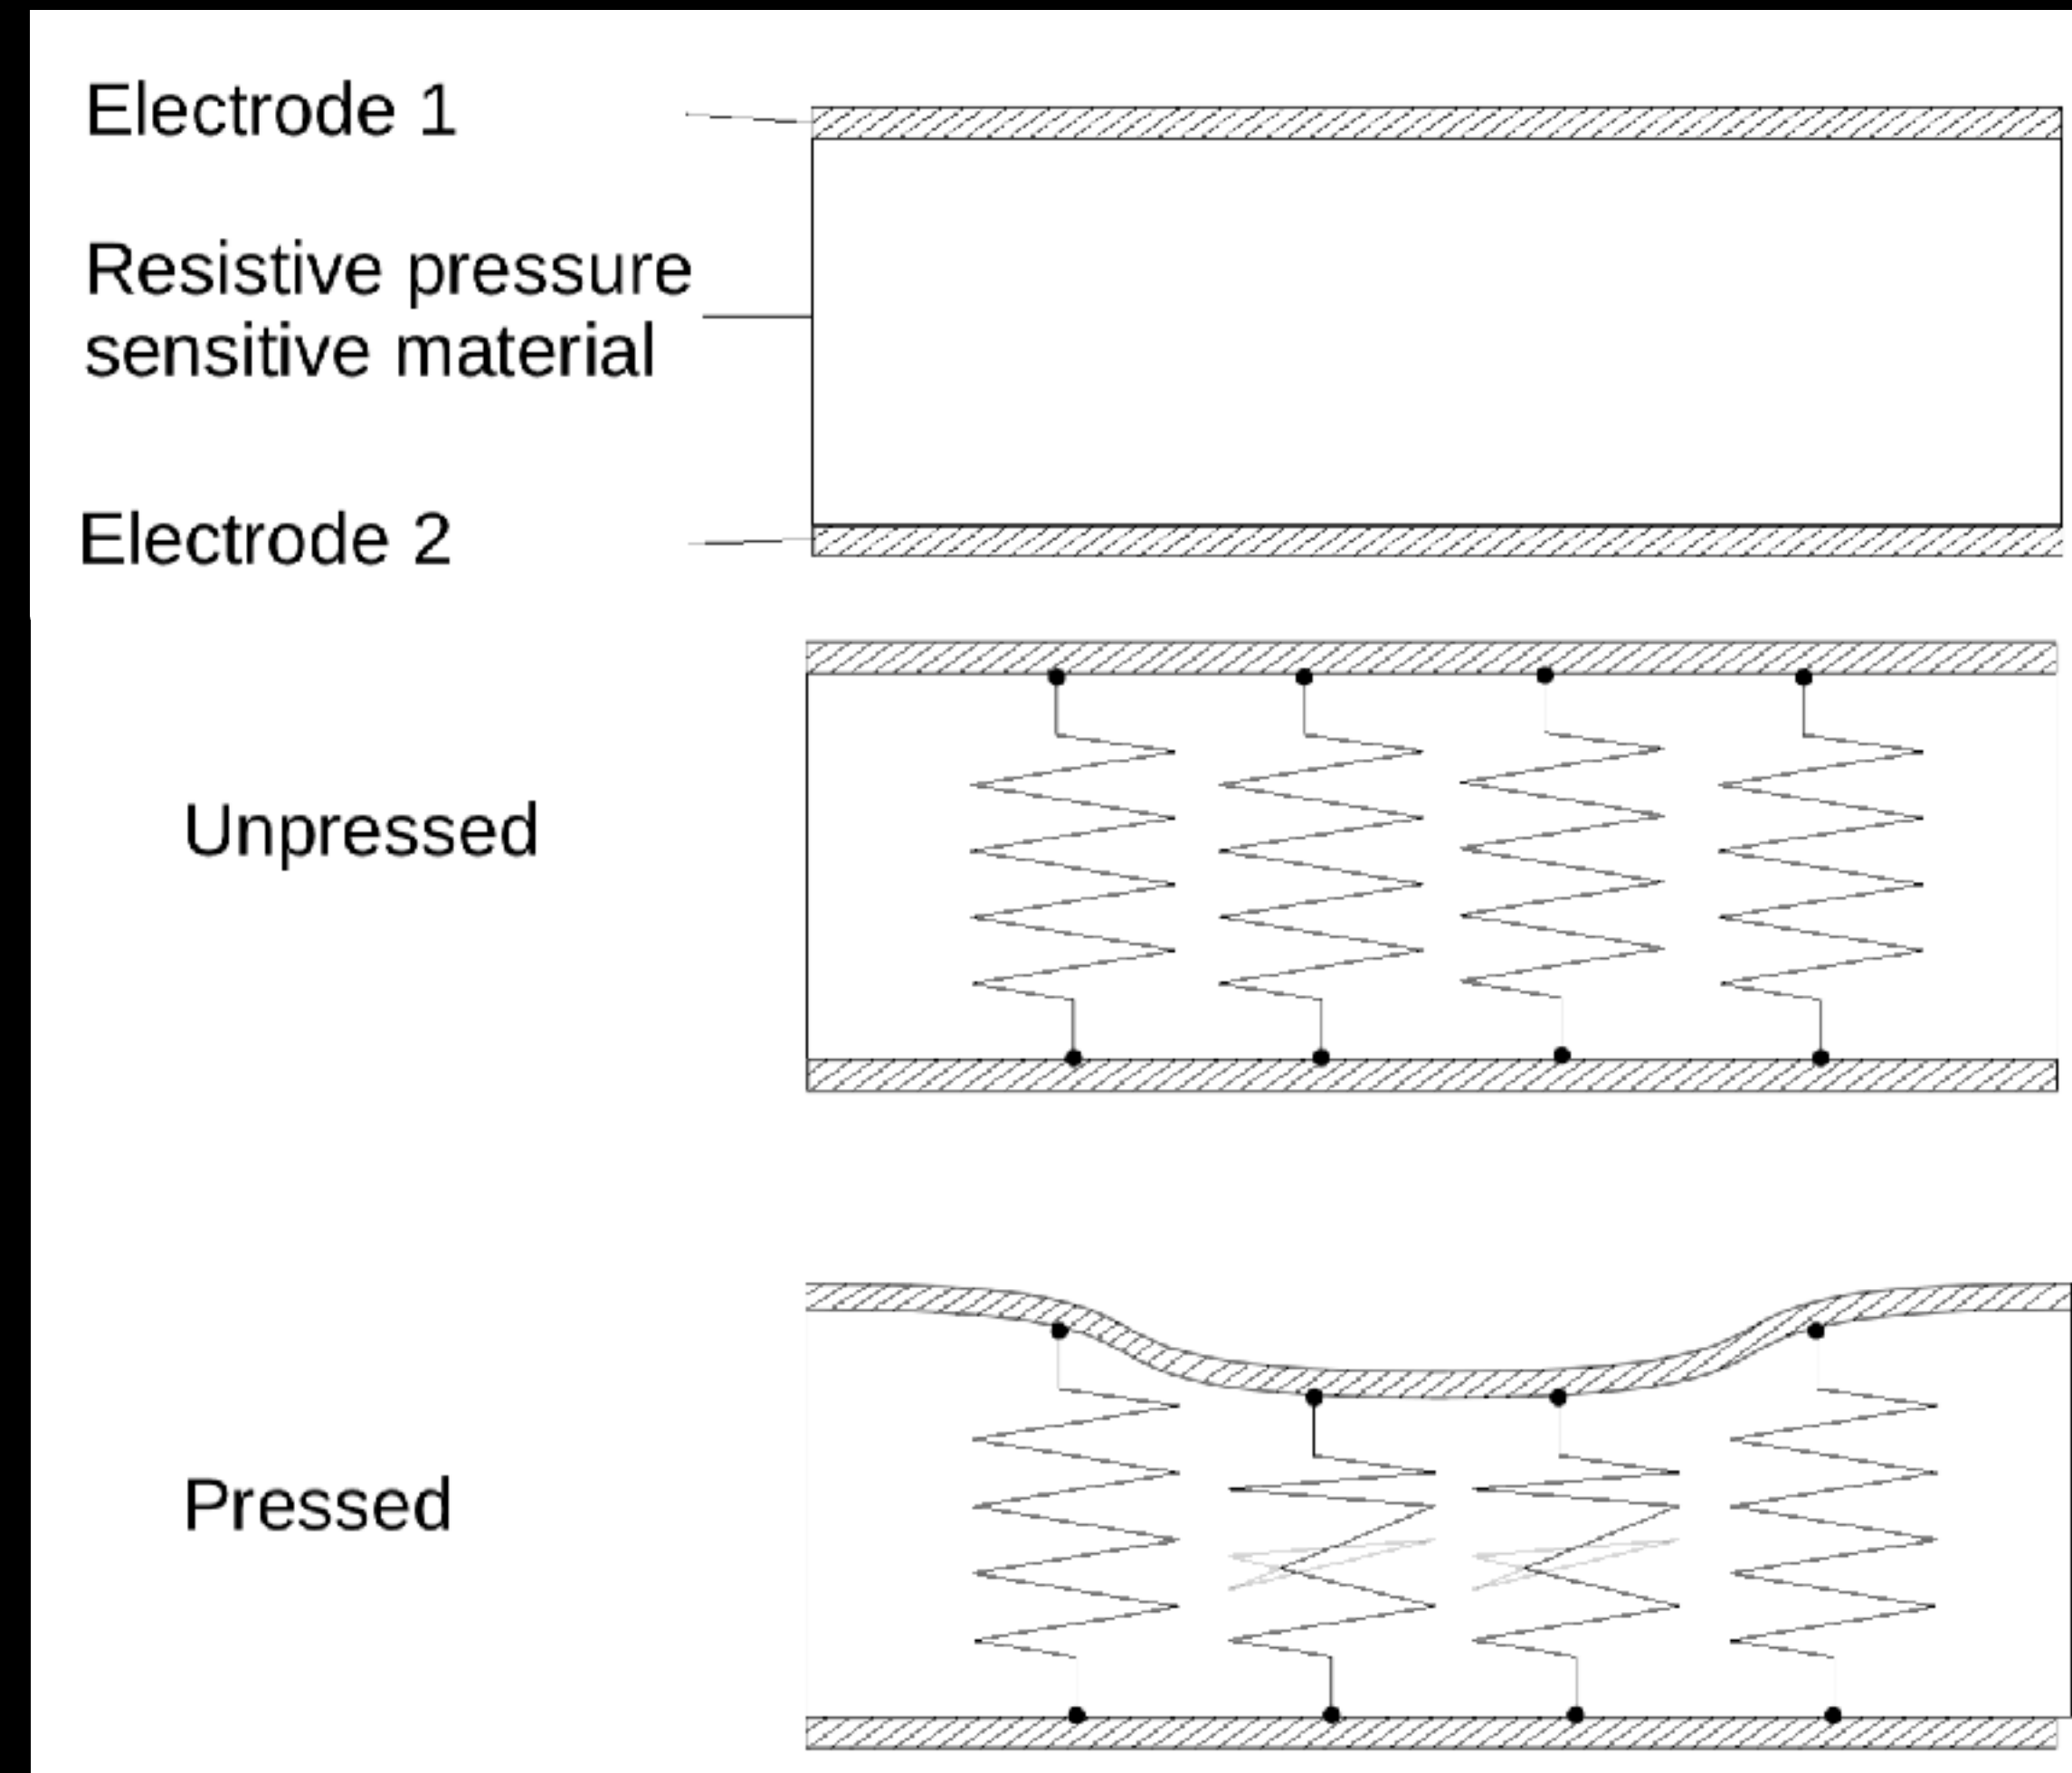 Electrode 1
Resistive pressure
sensitive material
Electrode 2
Unpressed
Pressed